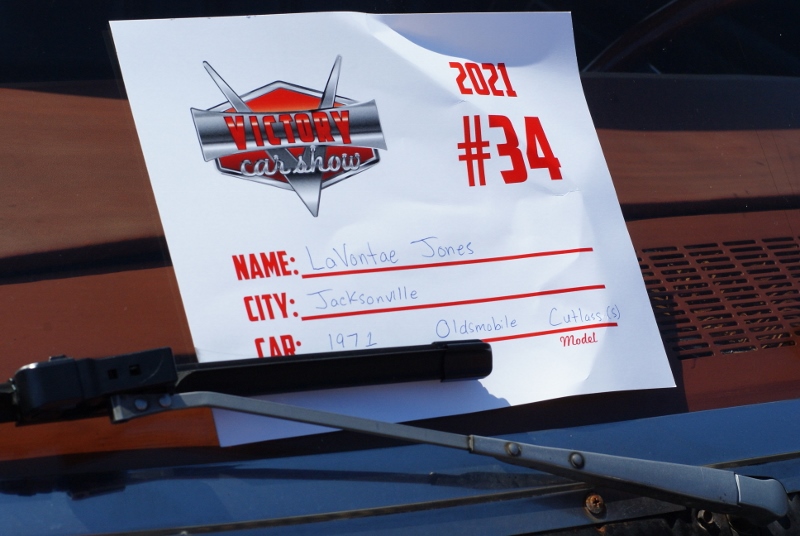 VICTORY
car show
2021
#34
NAME: LaVontae Jones
CITY: Jacksonville
CAR: 1971 Oldsmobile Cutlass (S)
Model